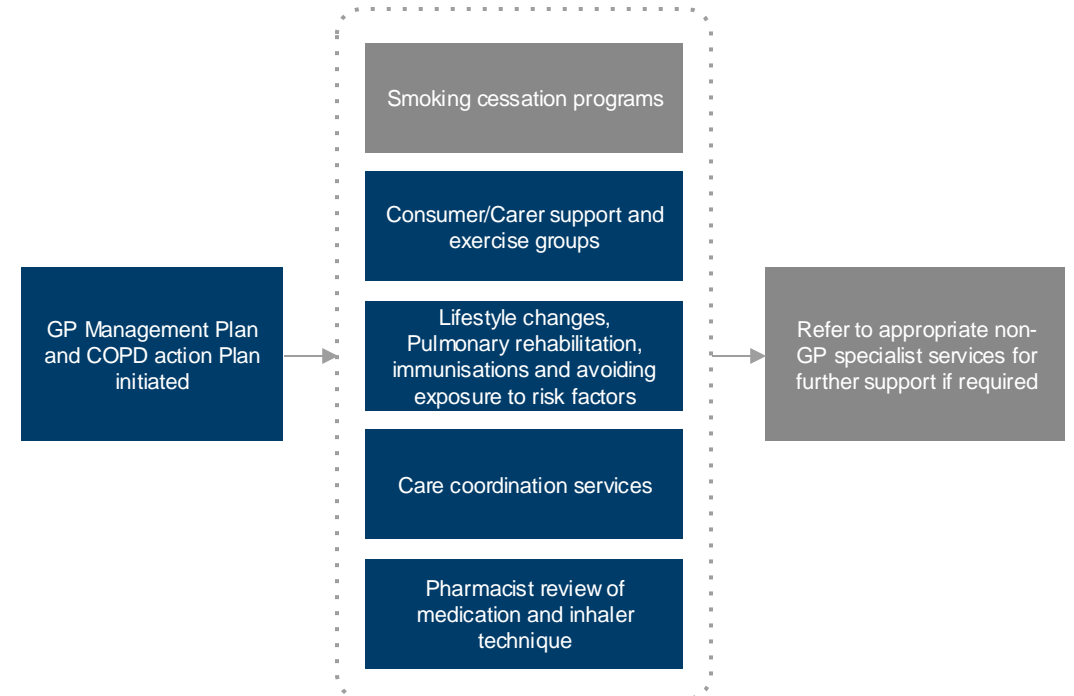 Smoking cessation programs
Consumer/Carer support and
exercise groups
GP Management Plan
and COPD action Plan
initiated
Lifestyle changes,
Pulmonary rehabilitation,
immunisations and avoiding
exposure to risk factors
Refer to appropriate non-
GP specialist services for
further support if required
Care coordination services
Pharmacist review of
medication and inhaler
technique